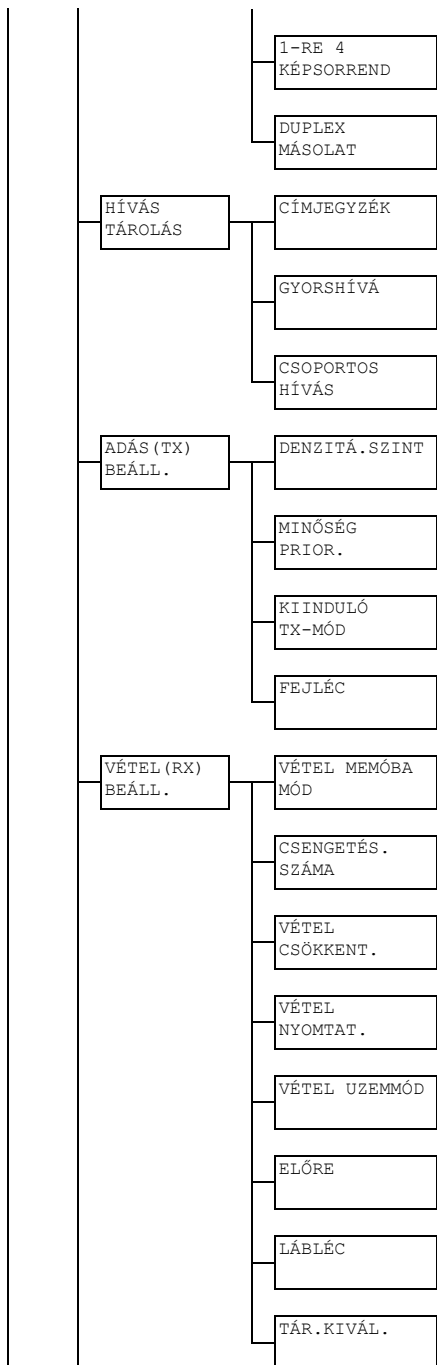 1-RE 4
KÉPSORREND
DUPLEX
MÁSOLAT
HÍVÁS
TÁROLÁS
CÍMJEGYZÉK
GYORSHÍVÁ
CSOPORTOS
HÍVÁS
ADÁS(TX)
BEÁLL.
DENZITÁ.SZINT
MINŐSÉG
PRIOR.
KIINDULÓ
TX-MÓD
FEJLÉC
VÉTEL(RX)
BEÁLL.
VÉTEL MEMÓBA
MÓD
CSENGETÉS.
SZÁMA
VÉTEL
CSÖKKENT.
VÉTEL
NYOMTAT.
VÉTEL UZEMMÓD
ELŐRE
LÁBLÉC
TÁR.KIVÁL.